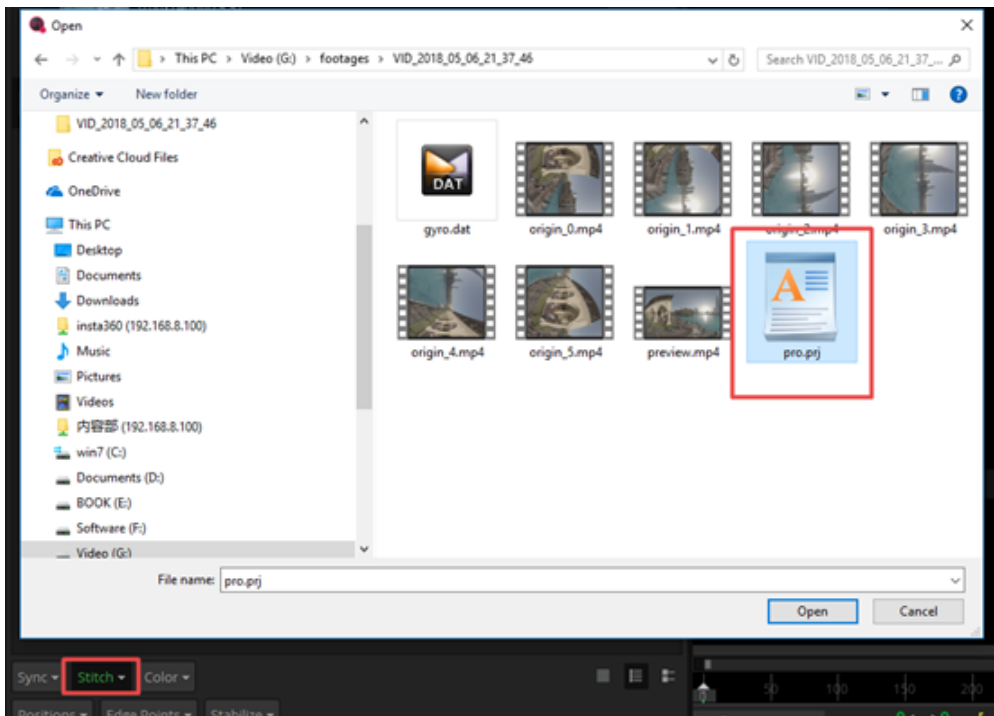 Open
This PC > Video (G:) > footages > VID_2018_05_06_21_37_46
Search VID_2018_05_06_21_37_...
Organize
New folder
VID_2018_05_06_21_37_46
Creative Cloud Files
OneDrive
This PC
Desktop
Documents
Downloads
insta360 (192.168.8.100)
Music
Pictures
Videos
内容部 (192.168.8.100)
win7 (C:)
Documents (D:)
BOOK (E:)
Software (F:)
Video (G:)
DAT
gyro.dat
origin_0.mp4
origin_1.mp4
origin_2.mp4
origin_3.mp4
origin_4.mp4
origin_5.mp4
preview.mp4
A
pro.prj
File name: pro.prj
Open
Cancel
Sync
Stitch
Color
0 50 100 150 200
Positions
Edge Points
Stabilize